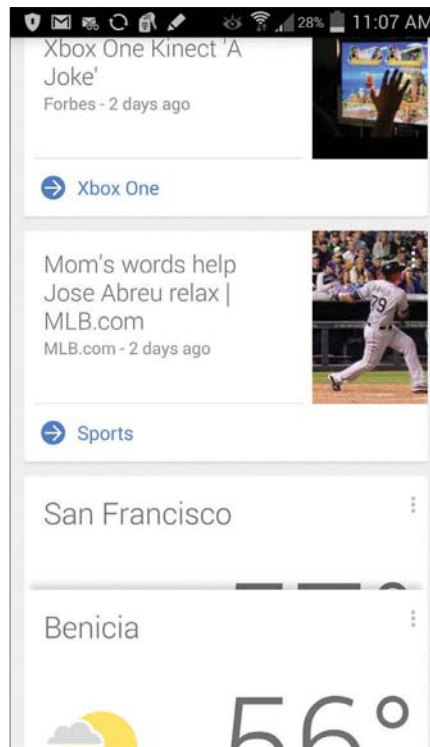 28% 11:07 AM
Xbox One Kinect 'A
Joke'
Forbes - 2 days ago
Xbox One
Mom's words help
Jose Abreu relax |
MLB.com
MLB.com - 2 days ago
79
Sports
San Francisco
Benicia
56°